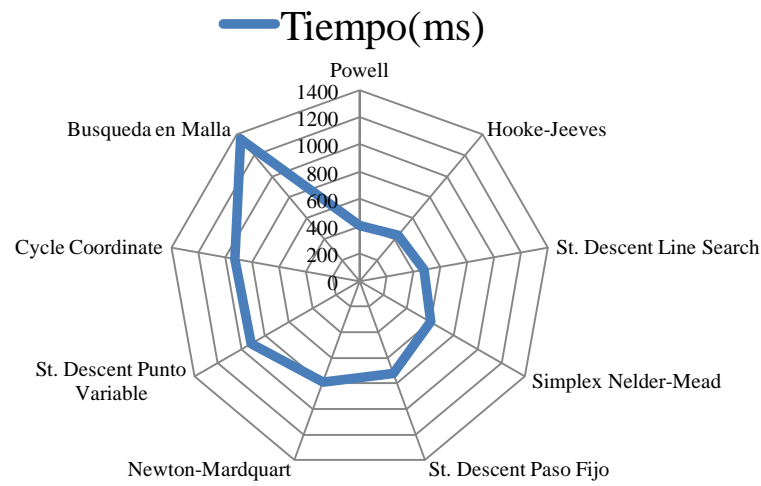 Tiempo(ms)
Powell
Hooke-Jeeves
St. Descent Line Search
Simplex Nelder-Mead
St. Descent Paso Fijo
Newton-Mardquart
St. Descent Punto
Variable
Cycle Coordinate
Busqueda en Malla
1400
1200
1000
800
600
400
200
0